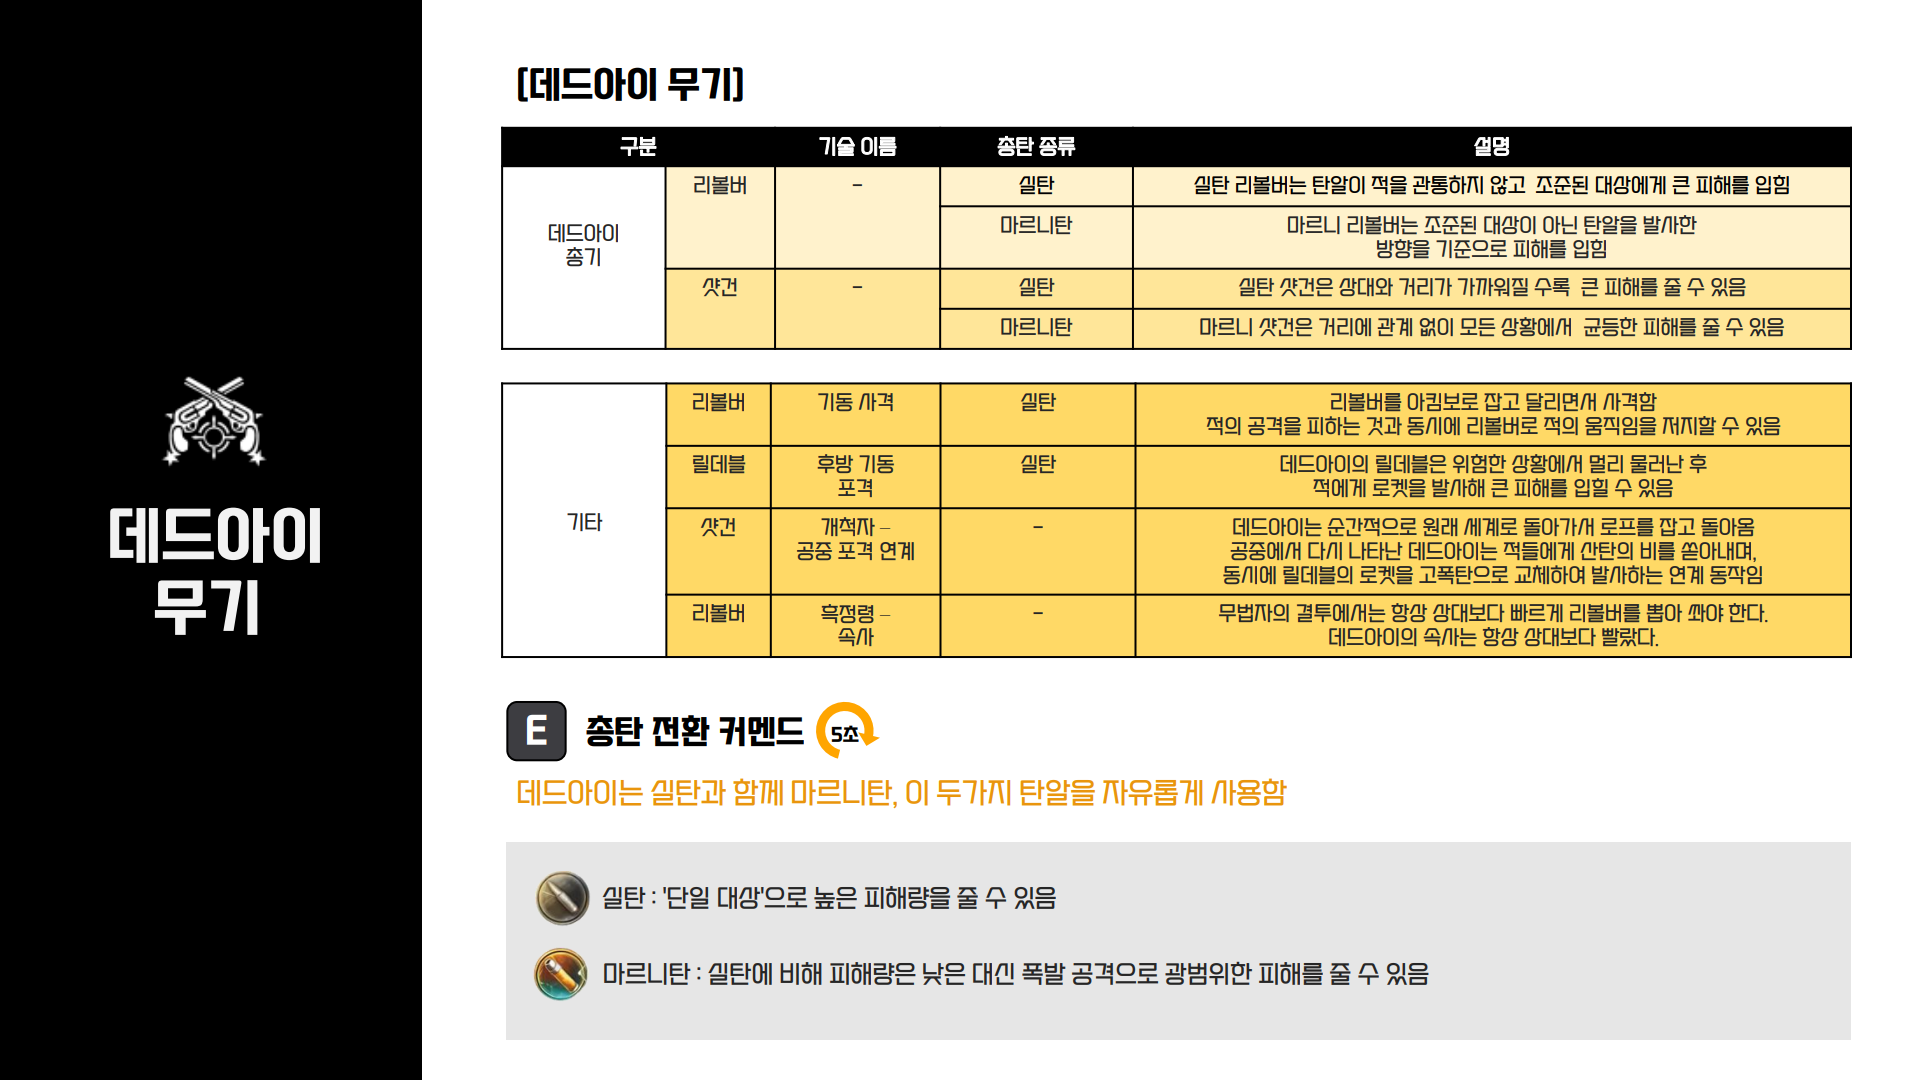 데드아이
무기
[데드아이 무기]
구분 기술 이름 총탄 종류 설명
데드아이
총기
리볼버 - 실탄 실탄 리볼버는 탄알이 적을 관통하지 않고 조준된 대상에게 큰 피해를 입힘
마르니탄 마르니 리볼버는 조준된 대상이 아닌 탄알을 발사한
방향을 기준으로 피해를 입힘
샷건 - 실탄 실탄 샷건은 상대와 거리가 가까워질 수록 큰 피해를 줄 수 있음
마르니탄 마르니 샷건은 거리에 관계 없이 모든 상황에서 균등한 피해를 줄 수 있음
기타
리볼버 기동 사격 실탄 리볼버를 아킴보로 잡고 달리면서 사격함
적의 공격을 피하는 것과 동시에 리볼버로 적의 움직임을 저지할 수 있음
릴데블 후방 기동
포격
실탄 데드아이의 릴데블은 위험한 상황에서 멀리 물러난 후
적에게 로켓을 발사해 큰 피해를 입힐 수 있음
샷건 개척자 –
공중 포격 연계
- 데드아이는 순간적으로 원래 세계로 돌아가서 로프를 잡고 돌아옴
공중에서 다시 나타난 데드아이는 적들에게 산탄의 비를 쏟아내며,
동시에 릴데블의 로켓을 고폭탄으로 교체하여 발사하는 연계 동작임
리볼버 흑정령 –
속사
- 무법자의 결투에서는 항상 상대보다 빠르게 리볼버를 뽑아 쏴야 한다.
데드아이의 속사는 항상 상대보다 빨랐다.
E 총탄 전환 커멘드 5초
데드아이는 실탄과 함께 마르니탄, 이 두가지 탄알을 자유롭게 사용함
실탄 : '단일 대상'으로 높은 피해량을 줄 수 있음
마르니탄 : 실탄에 비해 피해량은 낮은 대신 폭발 공격으로 광범위한 피해를 줄 수 있음